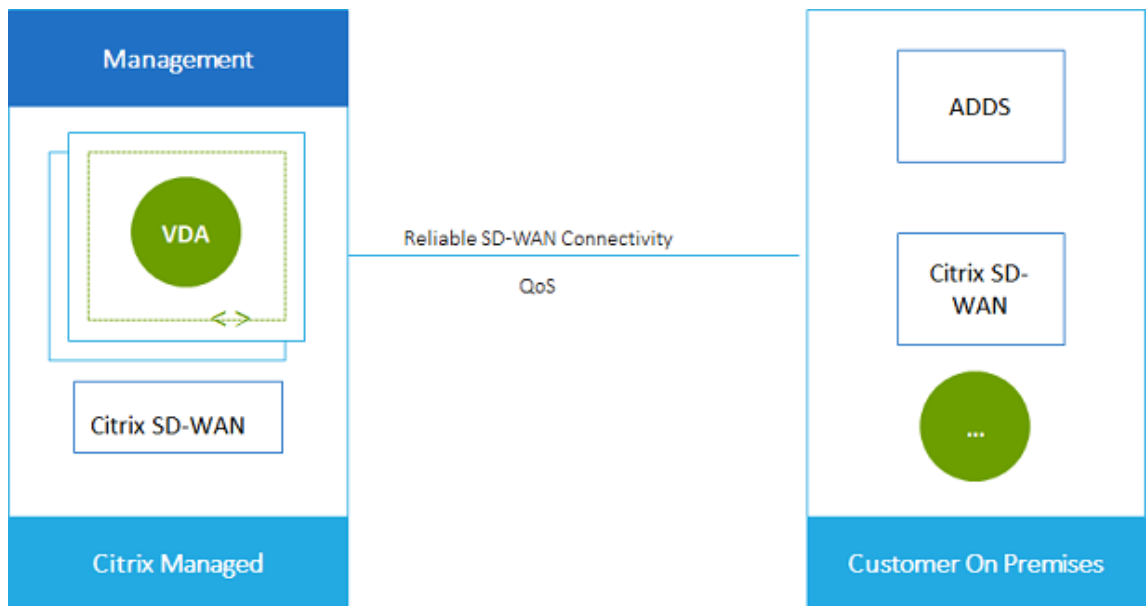 Management
VDA
< >
Citrix SD-WAN
Citrix Managed
Reliable SD-WAN Connectivity
QoS
ADDS
Citrix SD-
WAN
...
Customer On Premises